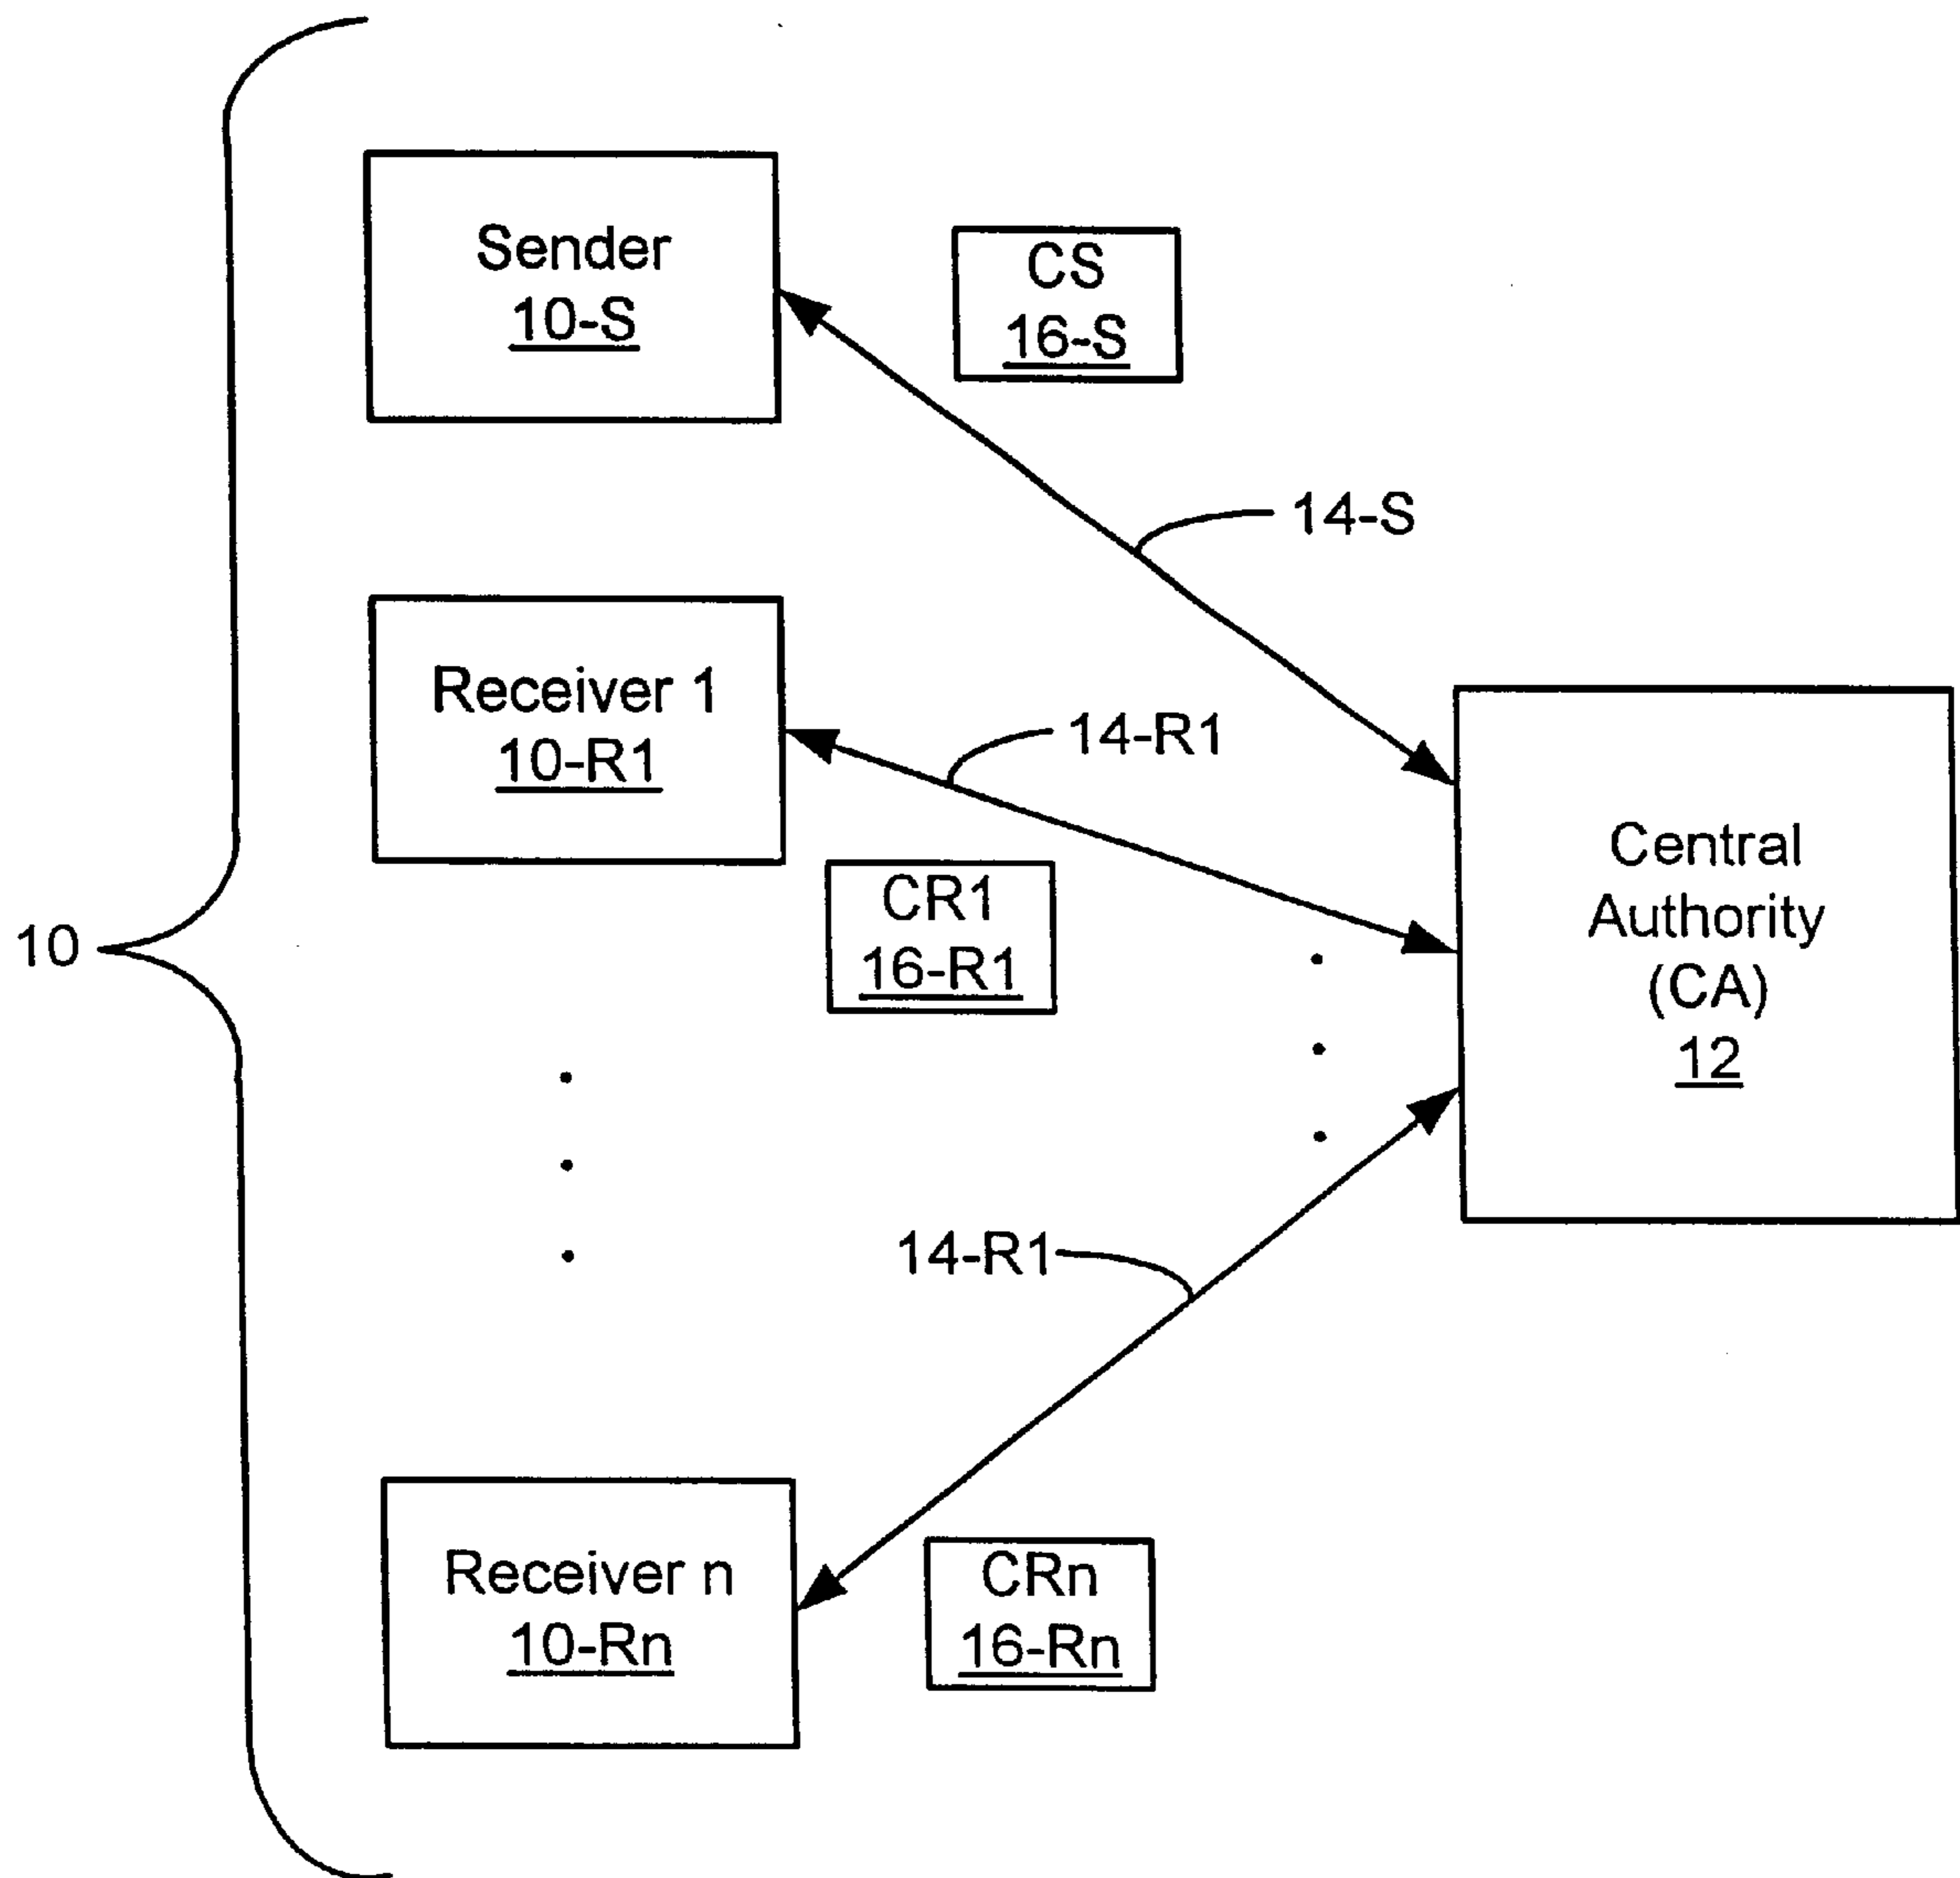 Sender
10-S
CS
16-S
14-S
Receiver 1
10-R1
14-R1
CR1
16-R1
10
Central
Authority
(CA)
12
14-R1
Receiver n
10-Rn
CRn
16-Rn